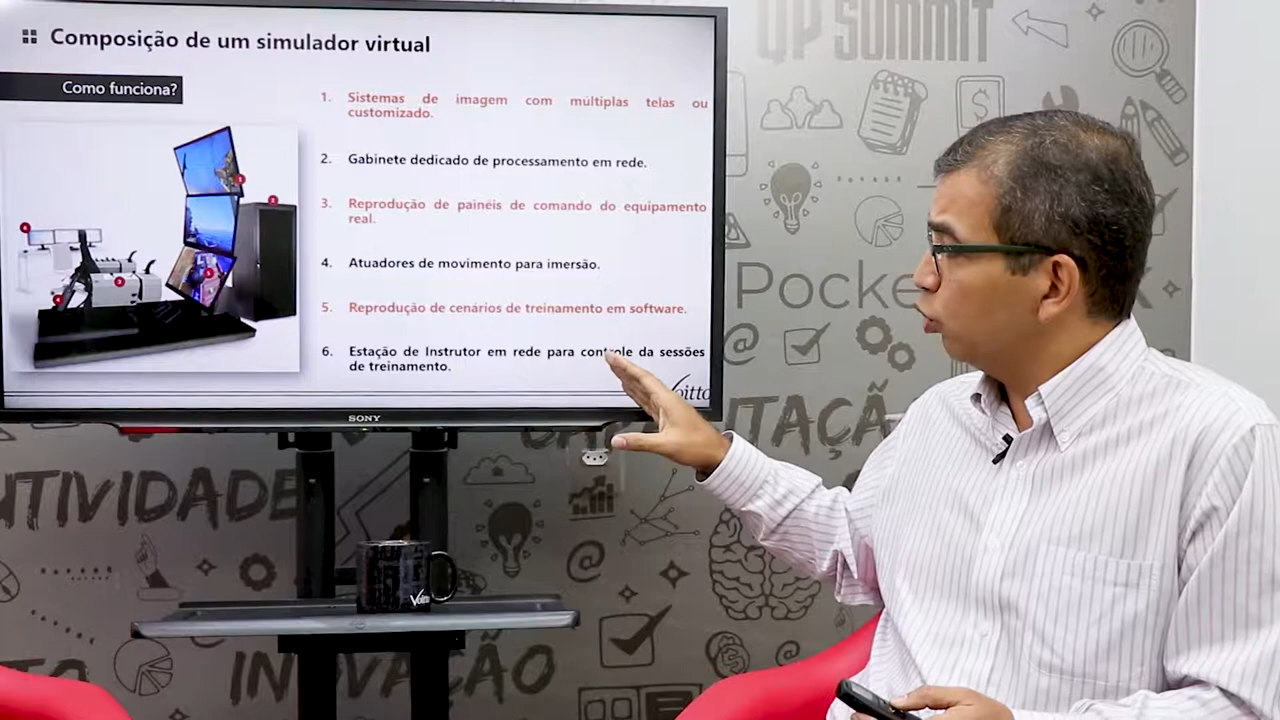 Composição de um simulador virtual
Como funciona?
1. Sistemas de imagem com múltiplas telas ou
customizado.
2. Gabinete dedicado de processamento em rede.
3. Reprodução de painéis de comando do equipamento
real.
4. Atuadores de movimento para imersão.
5. Reprodução de cenários de treinamento em software.
6. Estação de Instrutor em rede para controle da sessões
de treinamento.
Voitto
SONY
SUMMIT
Pocke
Voitto
INOVAÇÃO